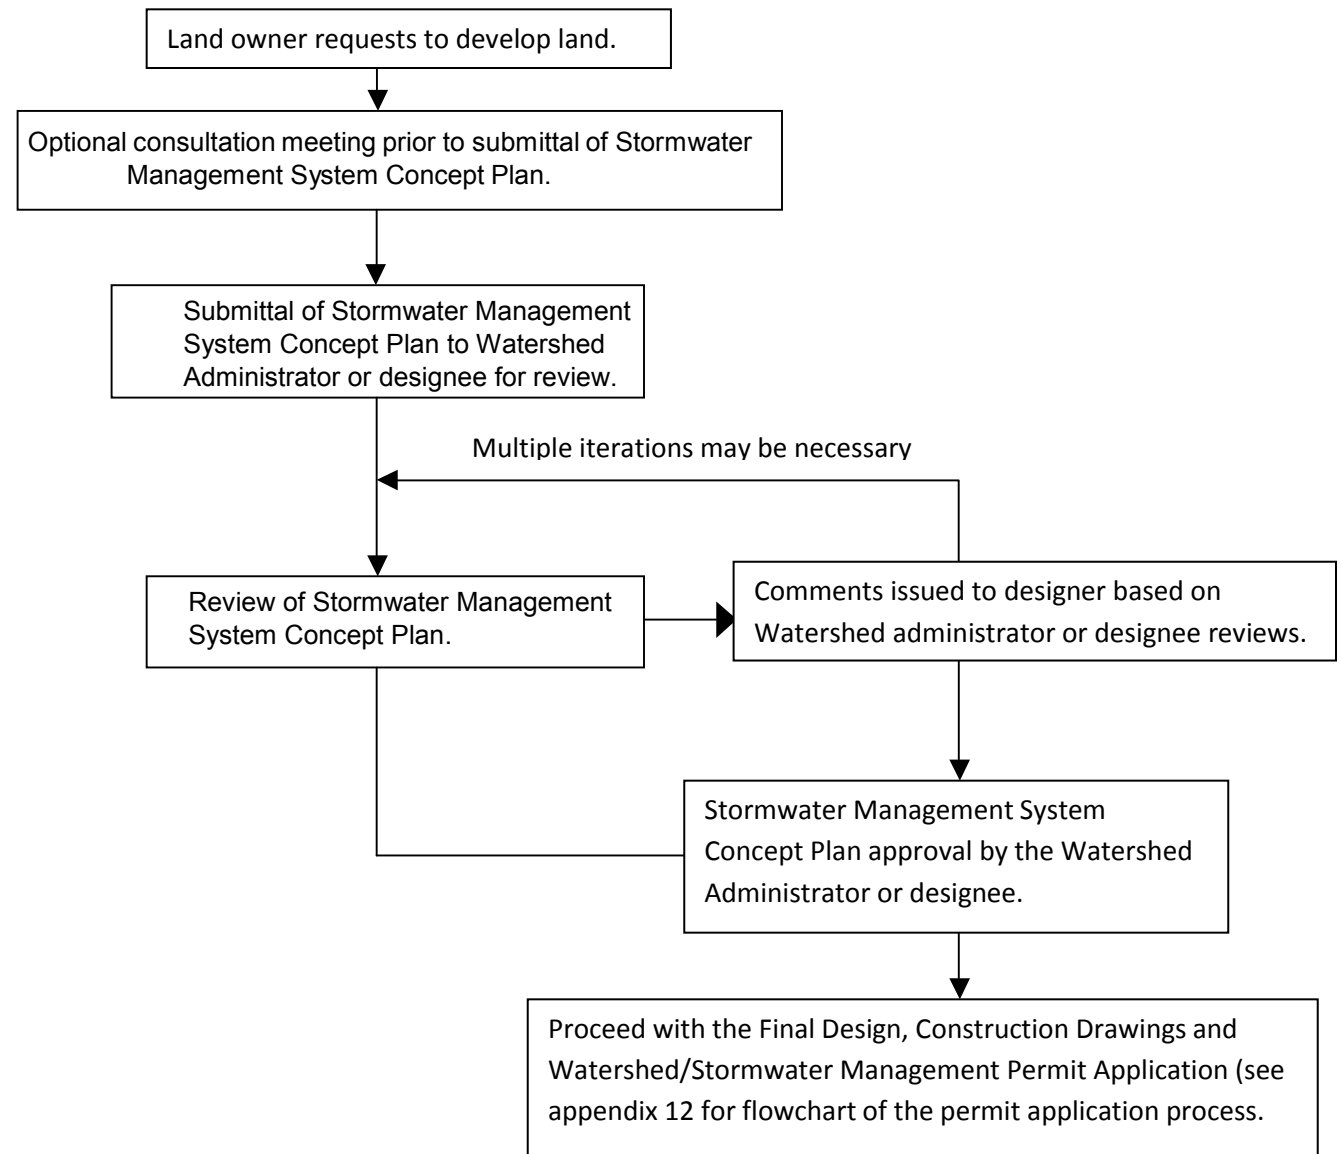 Land owner requests to develop land.
Optional consultation meeting prior to submittal of Stormwater
Management System Concept Plan.
Submittal of Stormwater Management
System Concept Plan to Watershed
Administrator or designee for review.
Multiple iterations may be necessary
Review of Stormwater Management
System Concept Plan.
Comments issued to designer based on
Watershed administrator or designee reviews.
Stormwater Management System
Concept Plan approval by the Watershed
Administrator or designee.
Proceed with the Final Design, Construction Drawings and
Watershed/Stormwater Management Permit Application (see
appendix 12 for flowchart of the permit application process.